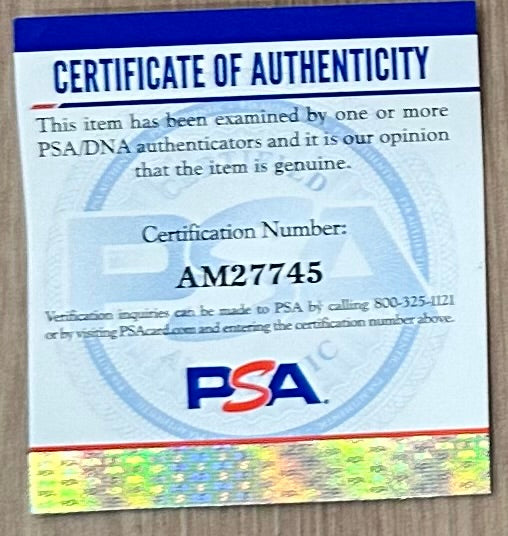 CERTIFICATE OF AUTHENTICITY
This item has been examined by one or more
PSA/DNA authenticators and it is our opinion
that the item is genuine.
Certification Number:
AM27745
Verification inquiries can be made to PSA by calling 800-325-1121
or by visiting PSAcard.com and entering the certification number above.
PSA